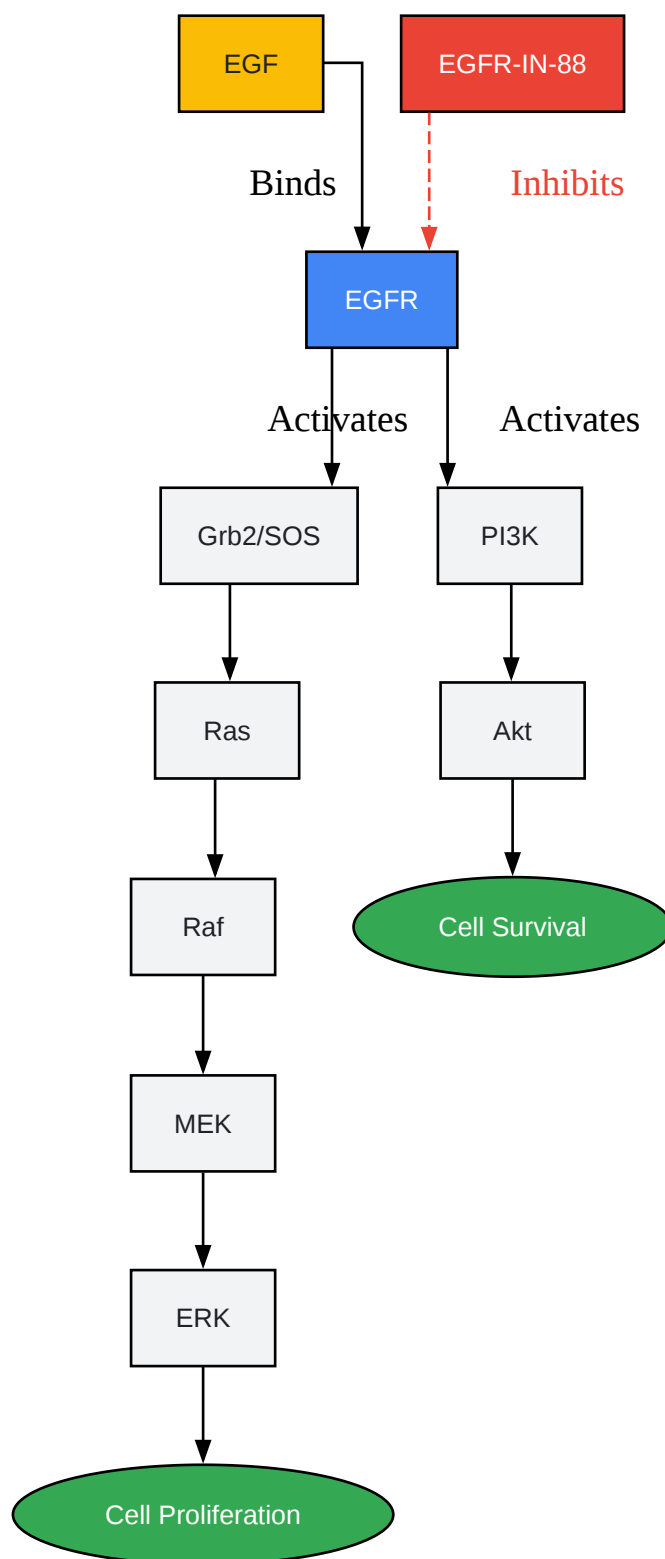 EGF
EGFR-IN-88
Binds
Inhibits
EGFR
Activates
Activates
Grb2/SOS
PI3K
Ras
Akt
Raf
Cell Survival
MEK
ERK
Cell Proliferation